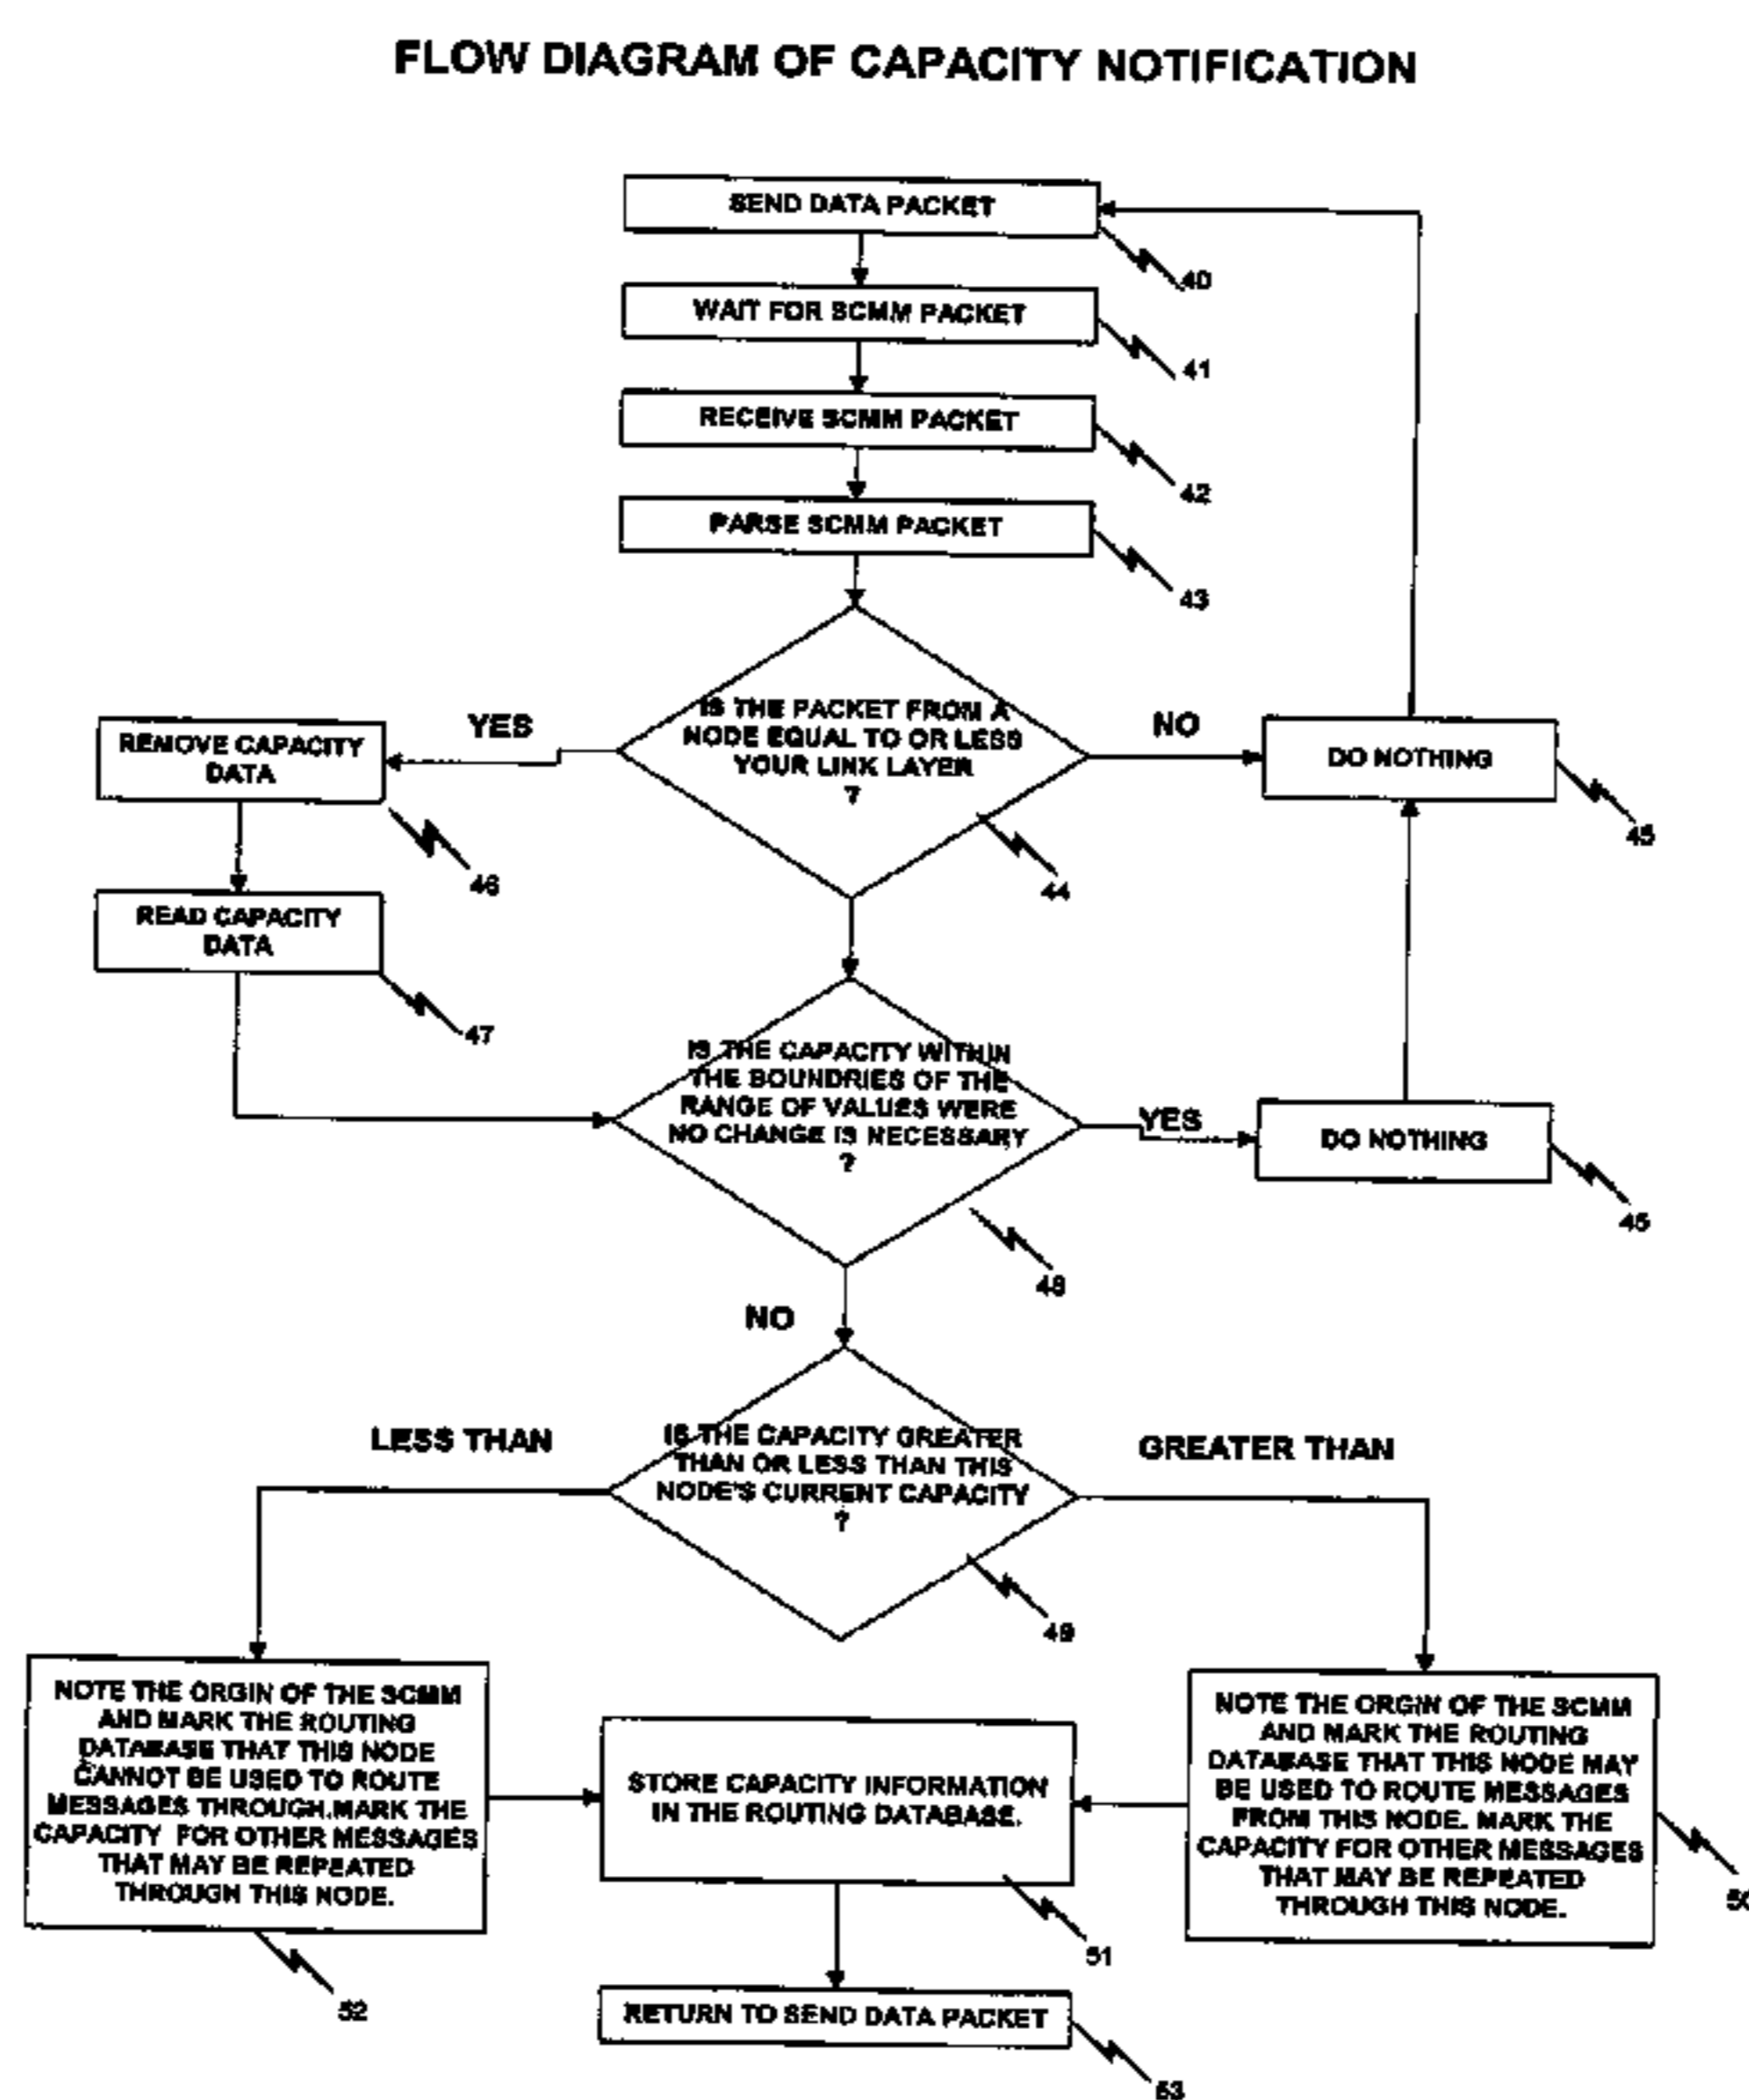 FLOW DIAGRAM OF CAPACITY NOTIFICATION
SEND DATA PACKET
40
WAIT FOR SCMM PACKET
41
RECEIVE SCMM PACKET
42
PARSE SCMM PACKET
43
IS THE PACKET FROM A
NODE EQUAL TO OR LESS
YOUR LINK LAYER
?
44
YES
NO
REMOVE CAPACITY
DATA
46
DO NOTHING
45
READ CAPACITY
DATA
47
IS THE CAPACITY WITHIN
THE BOUNDRIES OF THE
RANGE OF VALUES WERE
NO CHANGE IS NECESSARY
?
48
YES
DO NOTHING
45
NO
IS THE CAPACITY GREATER
THAN OR LESS THAN THIS
NODE'S CURRENT CAPACITY
?
49
LESS THAN
GREATER THAN
NOTE THE ORGIN OF THE SCMM
AND MARK THE ROUTING
DATABASE THAT THIS NODE
CANNOT BE USED TO ROUTE
MESSAGES THROUGH.MARK THE
CAPACITY FOR OTHER MESSAGES
THAT MAY BE REPEATED
THROUGH THIS NODE.
52
STORE CAPACITY INFORMATION
IN THE ROUTING DATABASE.
51
NOTE THE ORGIN OF THE SCMM
AND MARK THE ROUTING
DATABASE THAT THIS NODE MAY
BE USED TO ROUTE MESSAGES
FROM THIS NODE. MARK THE
CAPACITY FOR OTHER MESSAGES
THAT MAY BE REPEATED
THROUGH THIS NODE.
50
RETURN TO SEND DATA PACKET
53